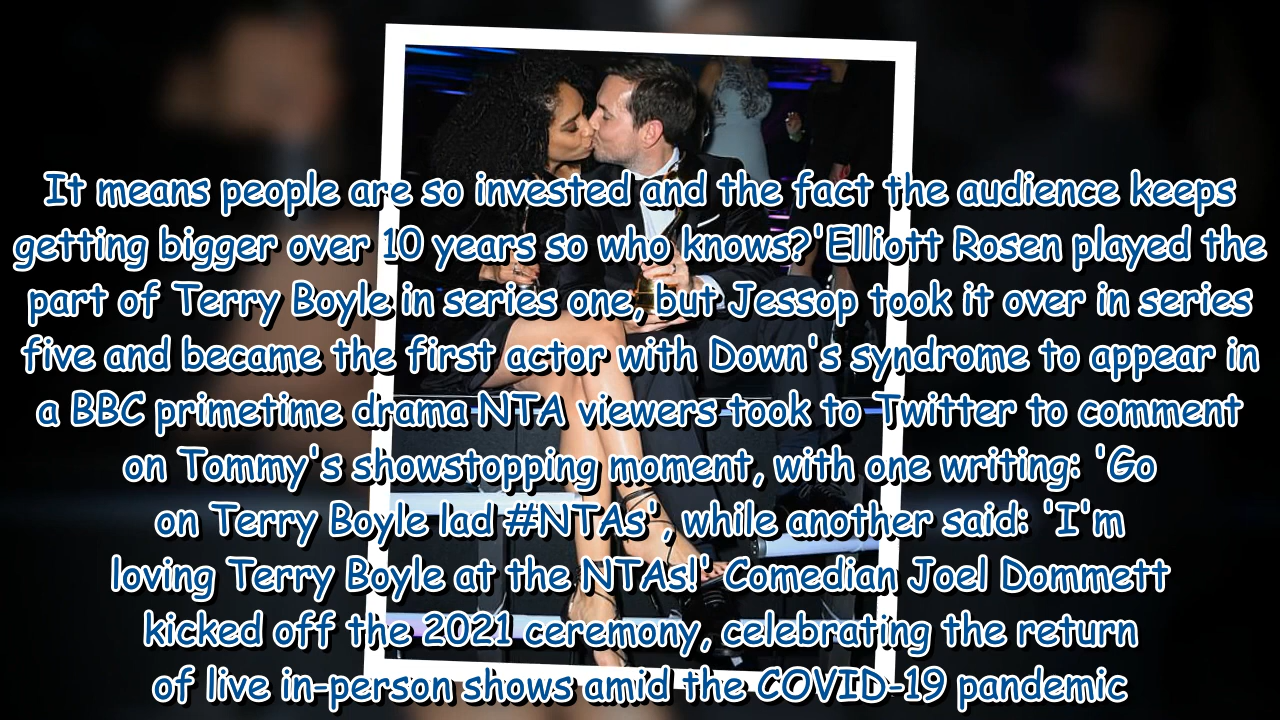 It means people are so invested and the fact the audience keeps
getting bigger over 10 years so who knows?'Elliott Rosen played the
part of Terry Boyle in series one, but Jessop took it over in series
five and became the first actor with Down's syndrome to appear in
a BBC primetime drama NTA viewers took to Twitter to comment
on Tommy's showstopping moment, with one writing: 'Go
on Terry Boyle lad #NTAs', while another said: 'I'm
loving Terry Boyle at the NTAs!' Comedian Joel Dommett
kicked off the 2021 ceremony, celebrating the return
of live in-person shows amid the COVID-19 pandemic